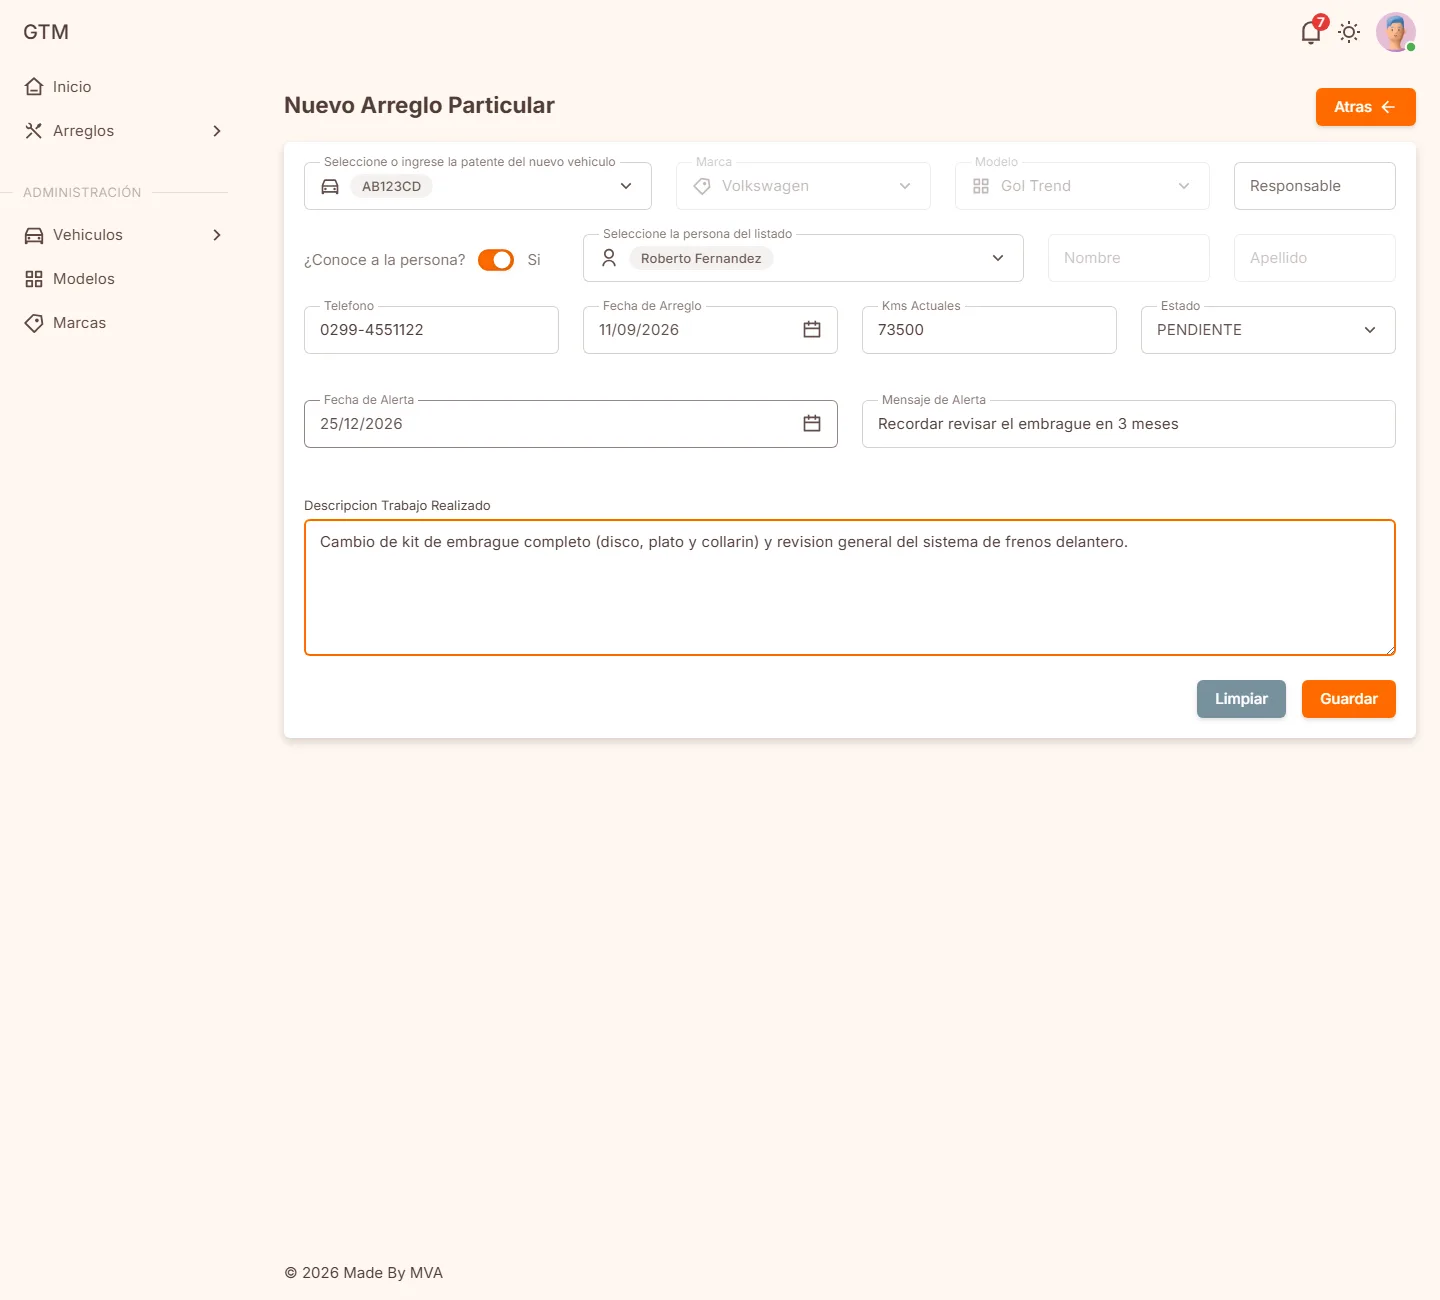 GTM
7
Inicio
Arreglos
ADMINISTRACIÓN
Vehiculos
Modelos
Marcas
Nuevo Arreglo Particular
Atras
Seleccione o ingrese la patente del nuevo vehiculo
AB123CD
Marca
Volkswagen
Modelo
Gol Trend
Responsable
¿Conoce a la persona?
Si
Seleccione la persona del listado
Roberto Fernandez
Nombre
Apellido
Telefono
0299-4551122
Fecha de Arreglo
11/09/2026
Kms Actuales
73500
Estado
PENDIENTE
Fecha de Alerta
25/12/2026
Mensaje de Alerta
Recordar revisar el embrague en 3 meses
Descripcion Trabajo Realizado
Cambio de kit de embrague completo (disco, plato y collarin) y revision general del sistema de frenos delantero.
Limpiar
Guardar
© 2026 Made By MVA